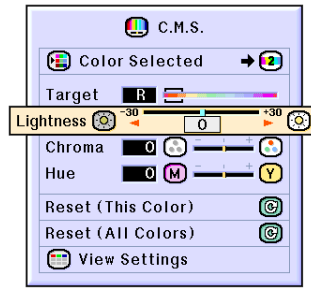 C.M.S.
Color Selected 2
Target R
Lightness -30 0 +30
Chroma 0 - +
Hue 0 M - + Y
Reset (This Color)
Reset (All Colors)
View Settings